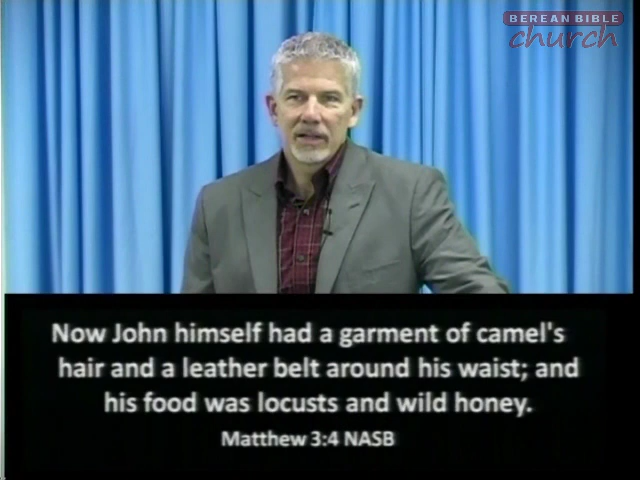 BEREAN BIBLE
church
Now John himself had a garment of camel's
hair and a leather belt around his waist; and
his food was locusts and wild honey.
Matthew 3:4 NASB